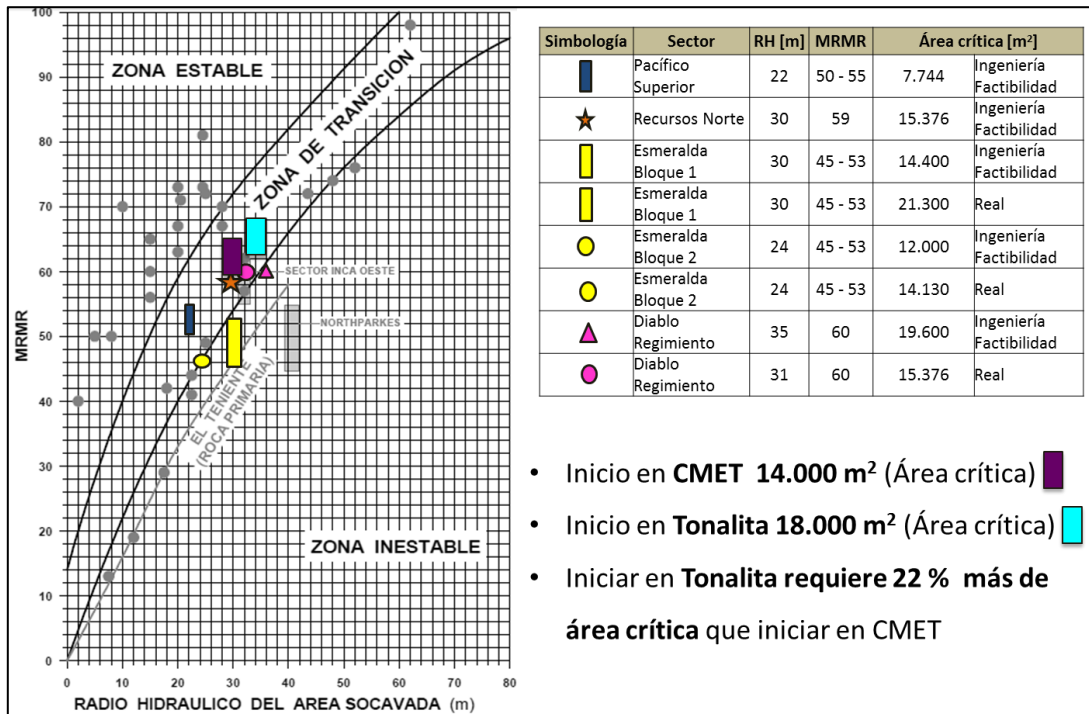 100
90
80
70
60
50
40
30
20
10
0
MRMR
ZONA ESTABLE
ZONA DE TRANSICION
SECTOR INCA OESTE
NORTHPARKES
EL TENIENTE
(ROCA PRIMARIA)
ZONA INESTABLE
0 10 20 30 40 50 60 70 80
RADIO HIDRAULICO DEL AREA SOCAVADA (m)
Simbología Sector RH [m] MRMR Área crítica [m²]
Pacífico
Superior 22 50 - 55 7.744 Ingeniería
Factibilidad
Recursos Norte 30 59 15.376 Ingeniería
Factibilidad
Esmeralda
Bloque 1 30 45 - 53 14.400 Ingeniería
Factibilidad
Esmeralda
Bloque 1 30 45 - 53 21.300 Real
Esmeralda
Bloque 2 24 45 - 53 12.000 Ingeniería
Factibilidad
Esmeralda
Bloque 2 24 45 - 53 14.130 Real
Diablo
Regimiento 35 60 19.600 Ingeniería
Factibilidad
Diablo
Regimiento 31 60 15.376 Real
• Inicio en CMET 14.000 m² (Área crítica)
• Inicio en Tonalita 18.000 m² (Área crítica)
• Iniciar en Tonalita requiere 22 % más de
área crítica que iniciar en CMET